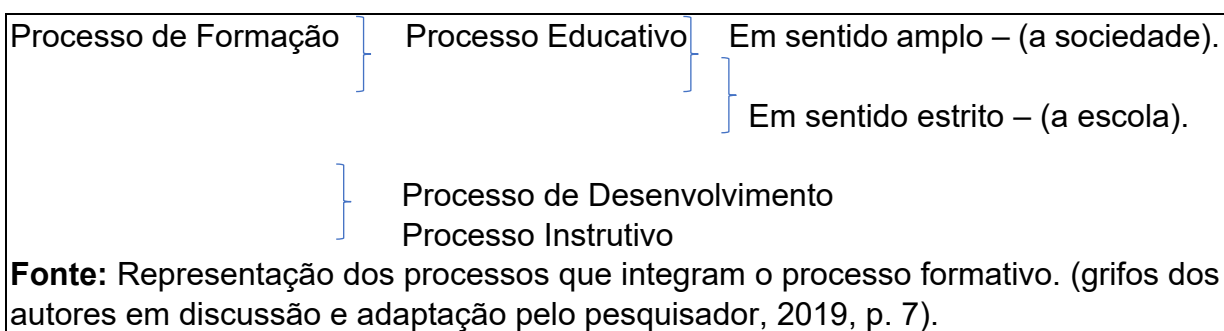 Processo de Formação Processo Educativo Em sentido amplo – (a sociedade).
Em sentido estrito – (a escola).
Processo de Desenvolvimento
Processo Instrutivo
Fonte: Representação dos processos que integram o processo formativo. (grifos dos
autores em discussão e adaptação pelo pesquisador, 2019, p. 7).